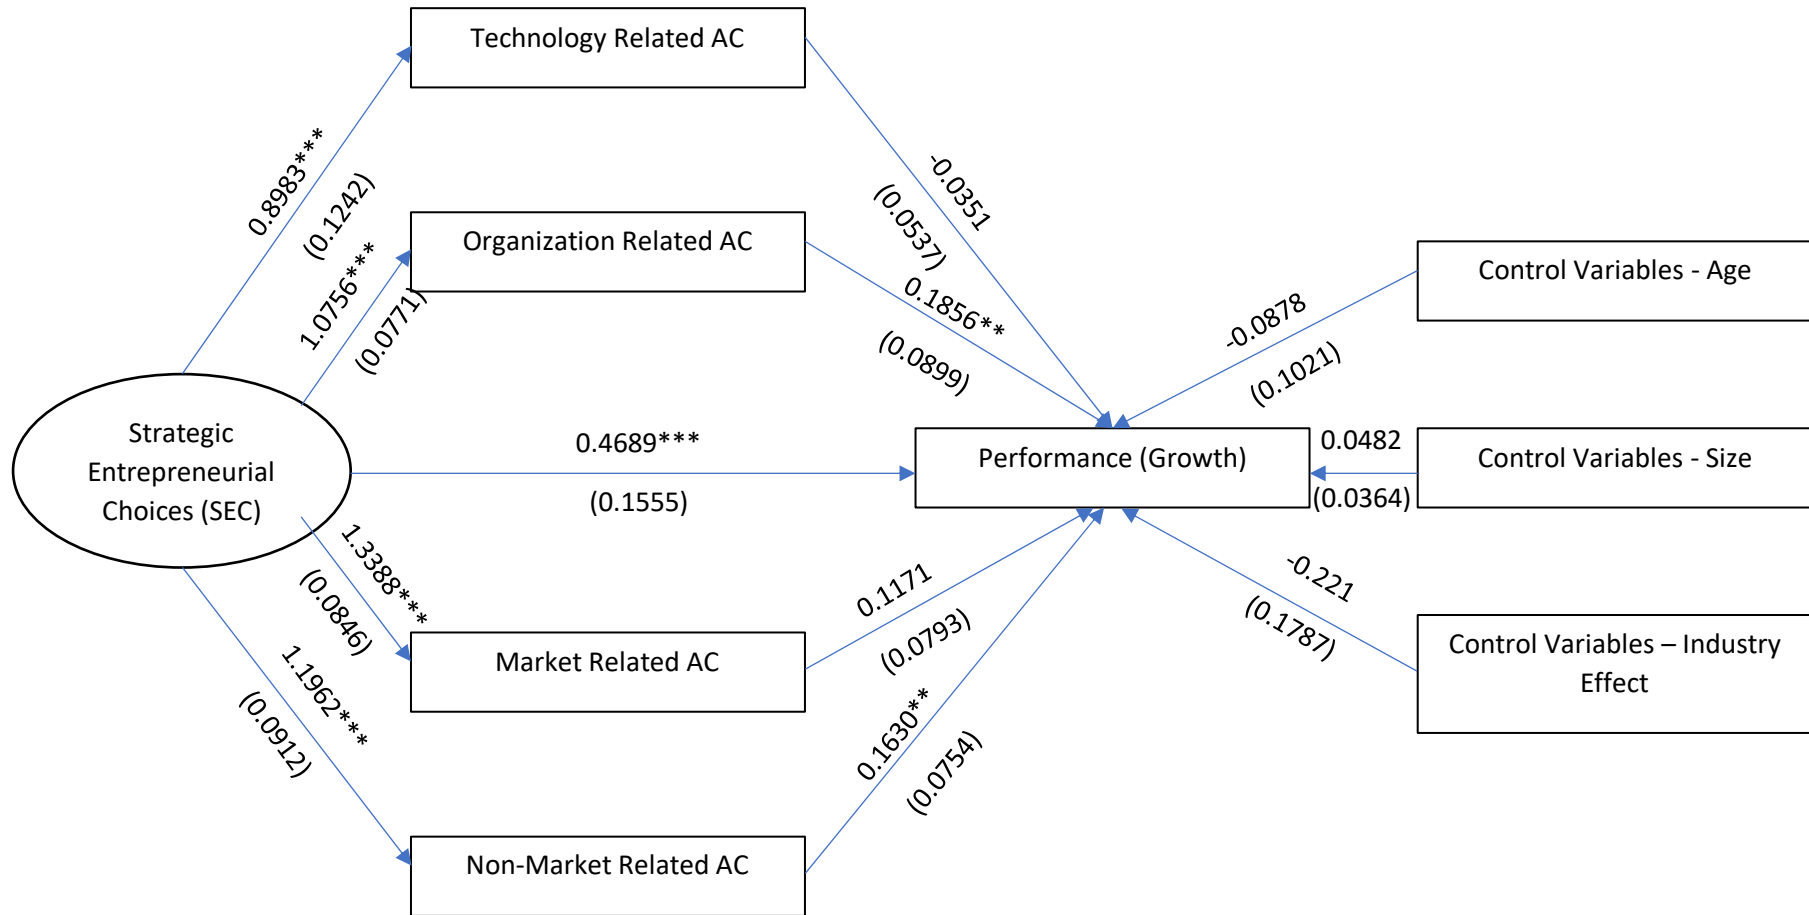 Technology Related AC
0.8983***
(0.1242)
-0.0351
(0.0537)
Organization Related AC
1.0756***
(0.0771)
0.1856**
(0.0899)
Control Variables - Age
-0.0878
(0.1021)
Strategic
Entrepreneurial
Choices (SEC)
0.4689***
(0.1555)
Performance (Growth)
0.0482
(0.0364)
Control Variables - Size
1.3388***
(0.0846)
Market Related AC
0.1171
(0.0793)
-0.221
(0.1787)
Control Variables – Industry
Effect
1.1962***
(0.0912)
Non-Market Related AC
0.1630**
(0.0754)